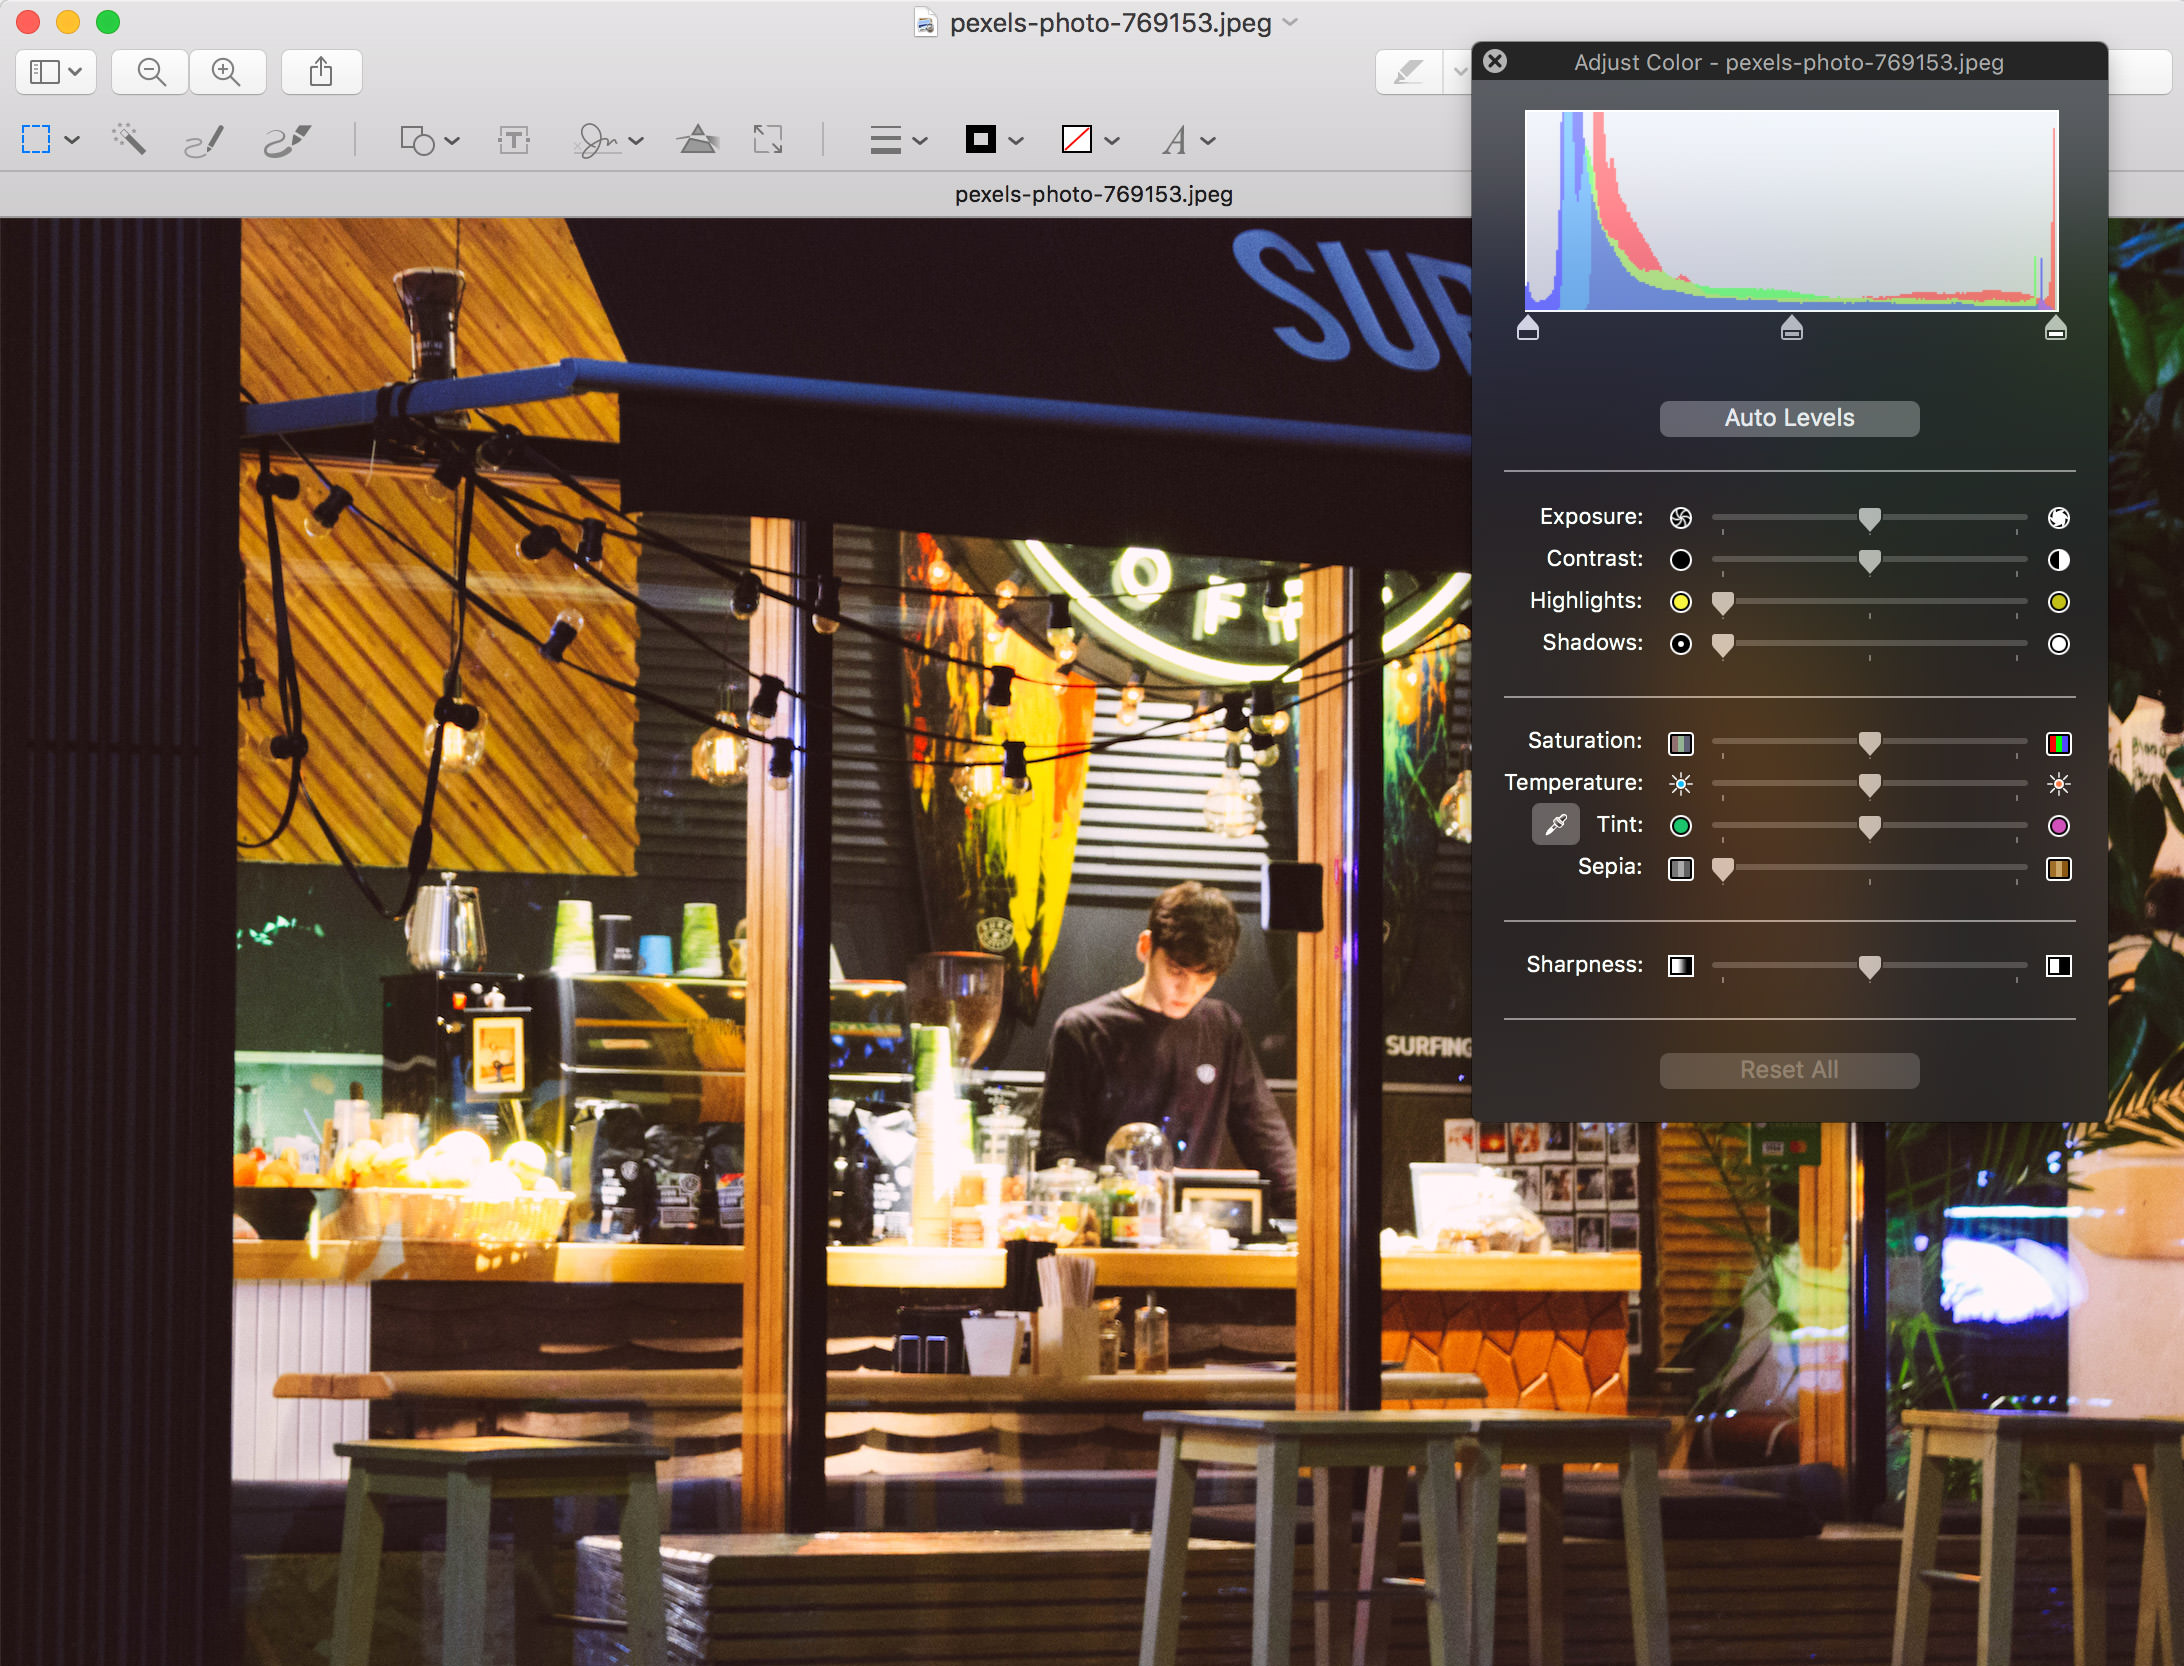 pexels-photo-769153.jpeg
Adjust Color - pexels-photo-769153.jpeg
T
A
pexels-photo-769153.jpeg
Auto Levels
Exposure:
Contrast:
Highlights:
Shadows:
Saturation:
Temperature:
Tint:
Sepia:
Sharpness:
Reset All
SUR
OFF
SURFING